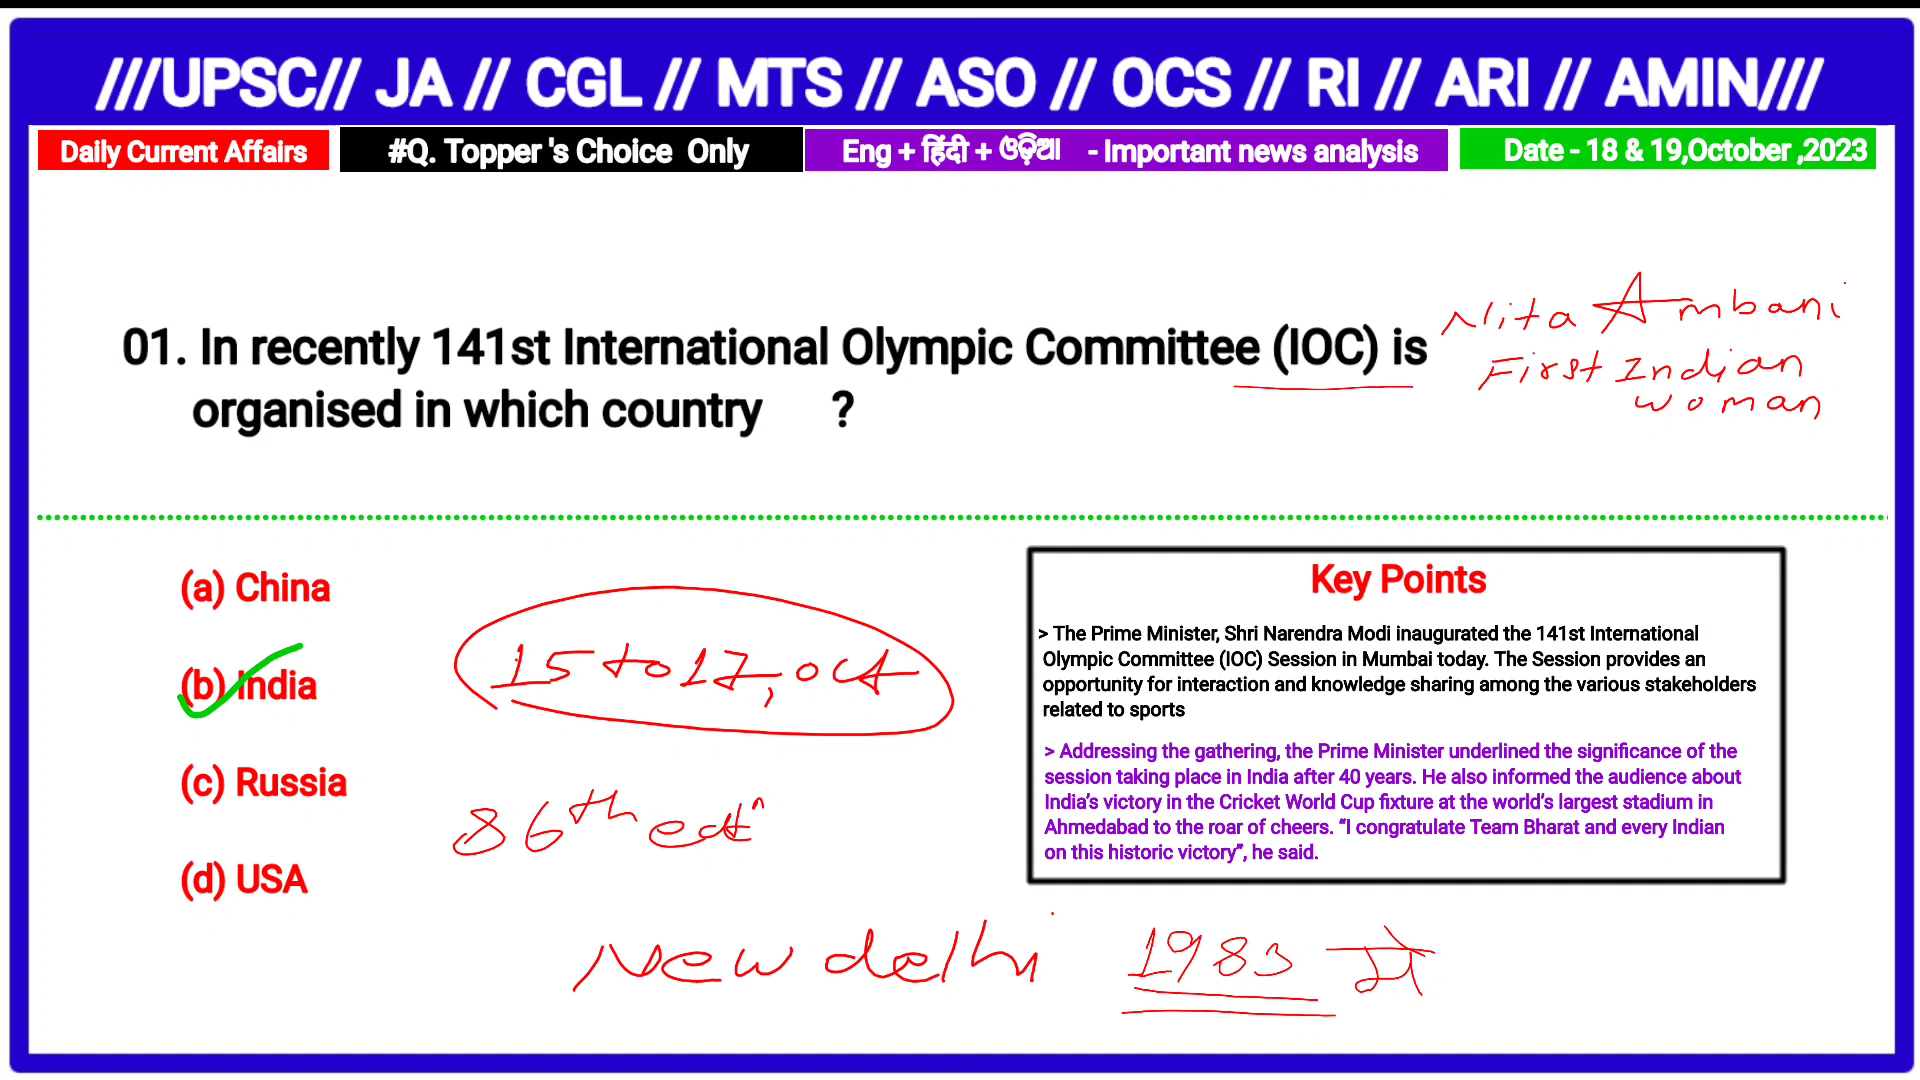 ///UPSC// JA // CGL // MTS // ASO // OCS // RI // ARI // AMIN///
Daily Current Affairs
#Q. Topper 's Choice Only
Eng + हिंदी + ଓଡ଼ିଆ - Important news analysis
Date - 18 & 19,October ,2023
01. In recently 141st International Olympic Committee (IOC) is
organised in which country ?
Nita Ambani
First Indian
woman
(a) China
(b) India
(c) Russia
(d) USA
15 to 17, oct
86th edtn
New delhi 1983 में
Key Points
> The Prime Minister, Shri Narendra Modi inaugurated the 141st International
Olympic Committee (IOC) Session in Mumbai today. The Session provides an
opportunity for interaction and knowledge sharing among the various stakeholders
related to sports
> Addressing the gathering, the Prime Minister underlined the significance of the
session taking place in India after 40 years. He also informed the audience about
India's victory in the Cricket World Cup fixture at the world's largest stadium in
Ahmedabad to the roar of cheers. “I congratulate Team Bharat and every Indian
on this historic victory”, he said.